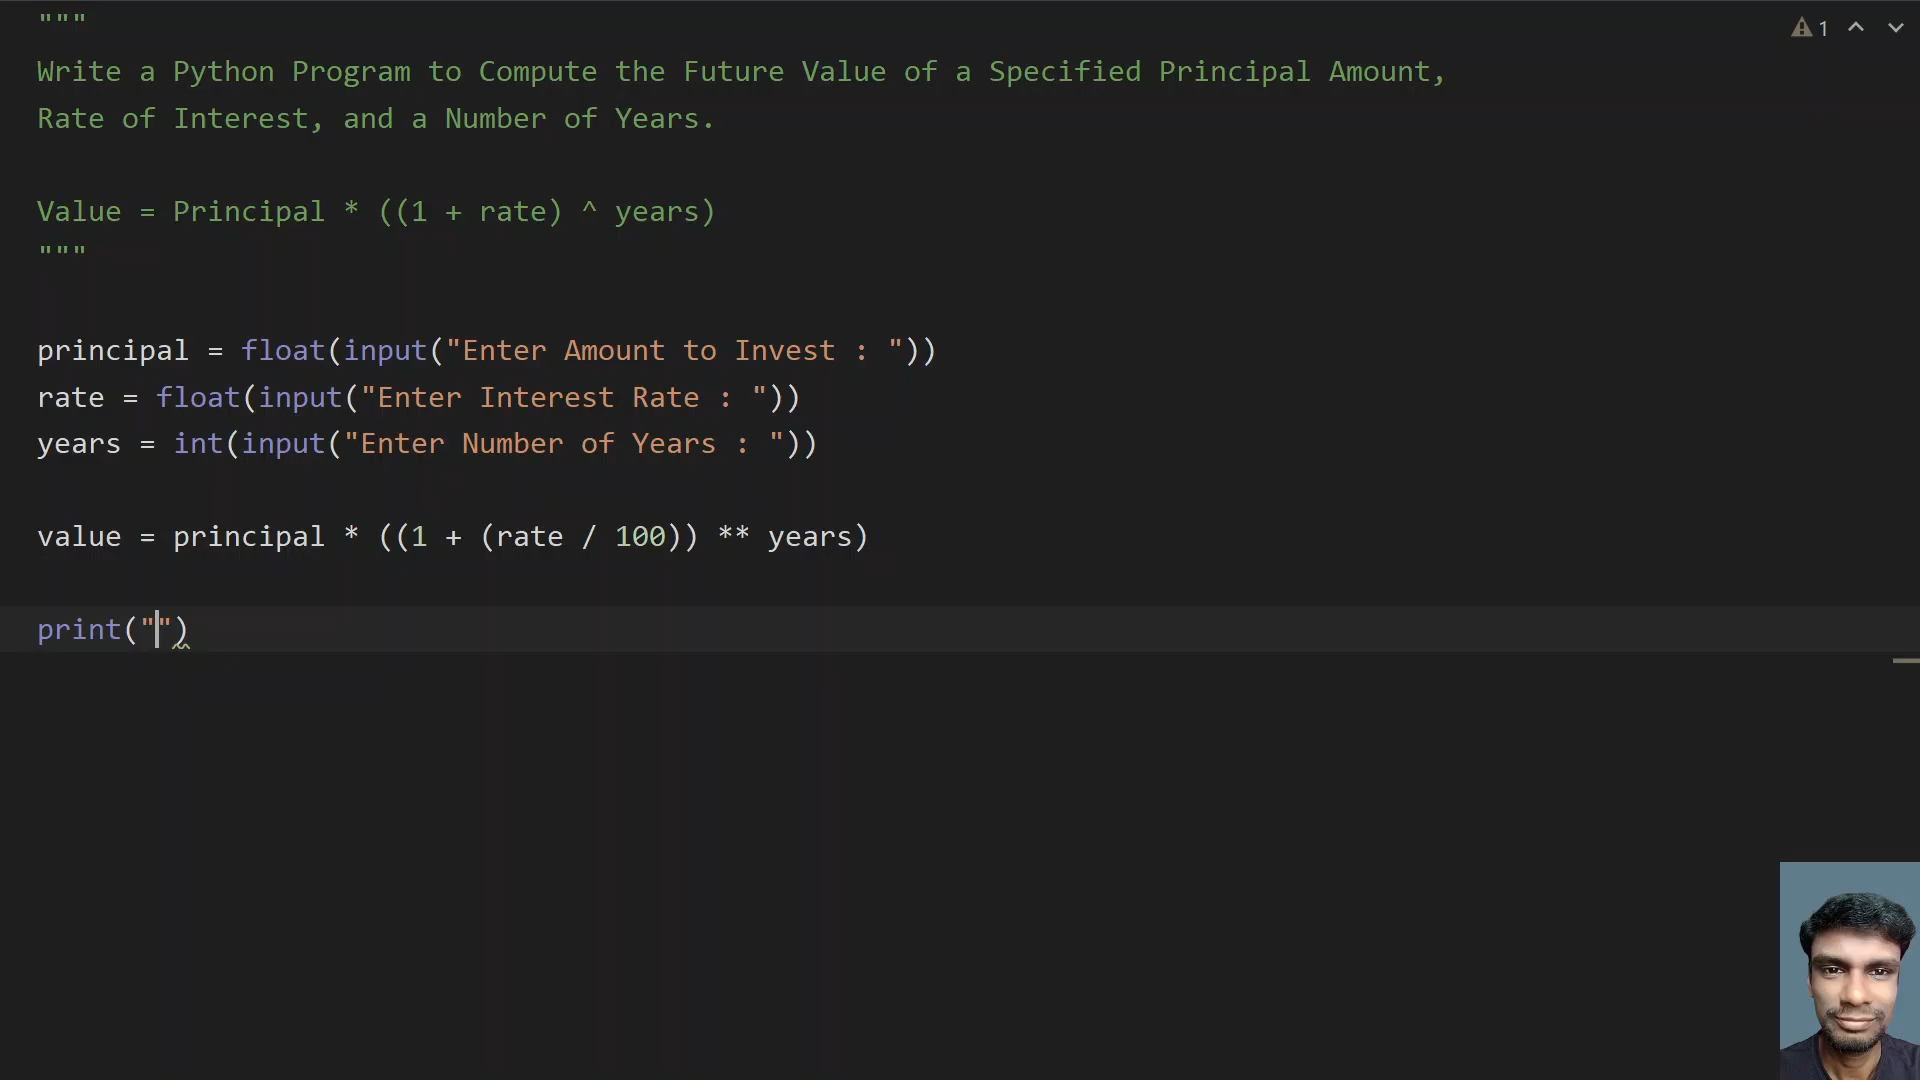 """
Write a Python Program to Compute the Future Value of a Specified Principal Amount,
Rate of Interest, and a Number of Years.
Value = Principal * ((1 + rate) ^ years)
"""
principal = float(input("Enter Amount to Invest : "))
rate = float(input("Enter Interest Rate : "))
years = int(input("Enter Number of Years : "))
value = principal * ((1 + (rate / 100)) ** years)
print("")
1